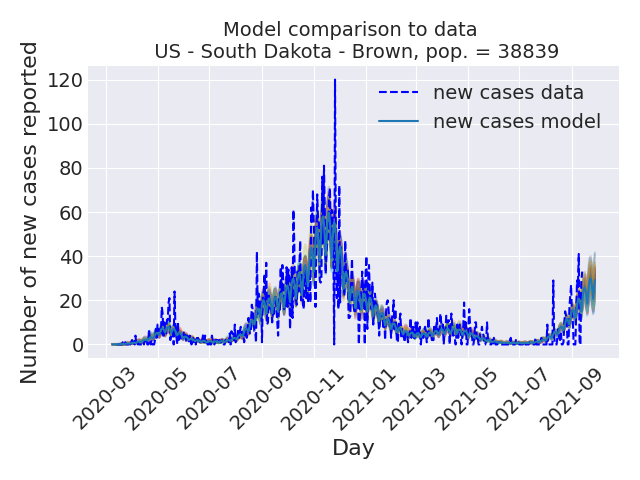 Model comparison to data
US - South Dakota - Brown, pop. = 38839
new cases data
new cases model
Number of new cases reported
120
100
80
60
40
20
0
2020-03
2020-05
2020-07
2020-09
2020-11
2021-01
2021-03
2021-05
2021-07
2021-09
Day